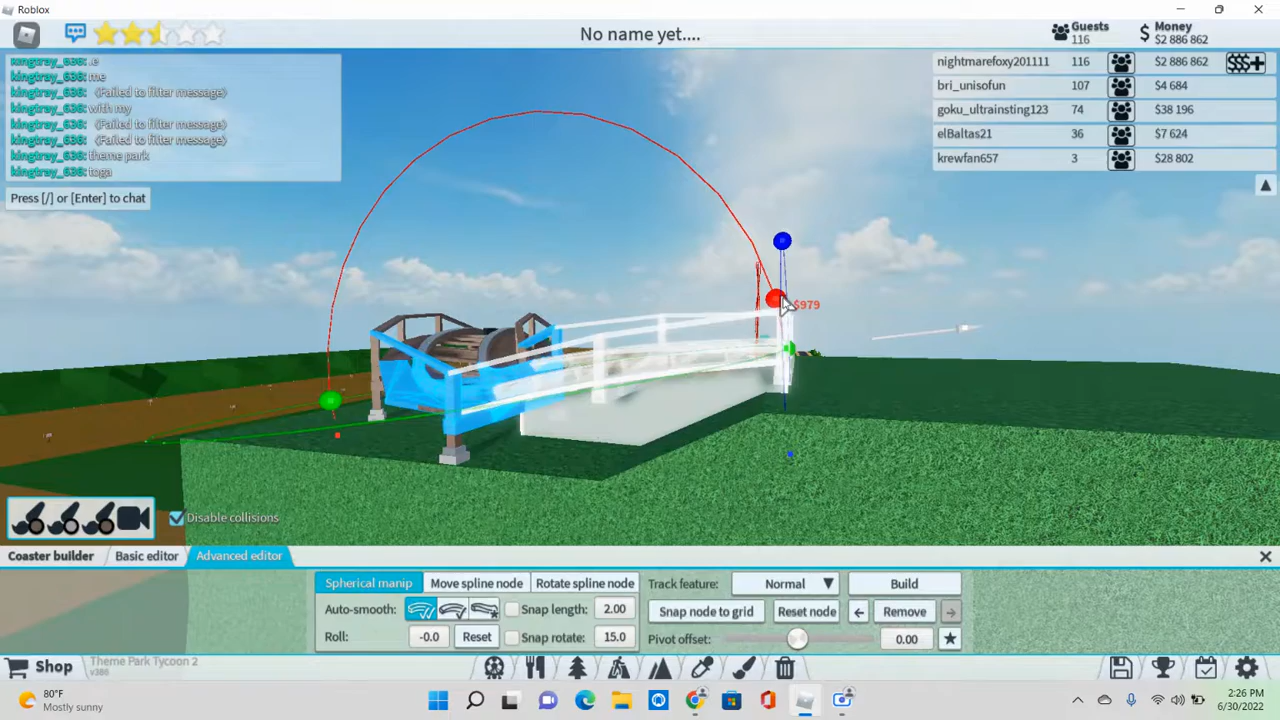 Roblox
No name yet....
Guests
116
Money
$2 886 862
kingtray_636: .e
kingtray_636: me
kingtray_636: (Failed to filter message)
kingtray_636: with my
kingtray_636: (Failed to filter message)
kingtray_636: (Failed to filter message)
kingtray_636: theme park
kingtray_636: toga
Press [/] or [Enter] to chat
nightmarefoxy201111 116 $2 886 862 $$$+
bri_unisofun 107 $4 684
goku_ultrainsting123 74 $38 196
elBaltas21 36 $7 624
krewfan657 3 $28 802
$979
Disable collisions
Coaster builder Basic editor Advanced editor
Spherical manip Move spline node Rotate spline node Track feature: Normal Build
Auto-smooth: Snap length: 2.00 Snap node to grid Reset node Remove
Roll: -0.0 Reset Snap rotate: 15.0 Pivot offset: 0.00
Shop
Theme Park Tycoon 2
v386
80°F
Mostly sunny
2:26 PM
6/30/2022